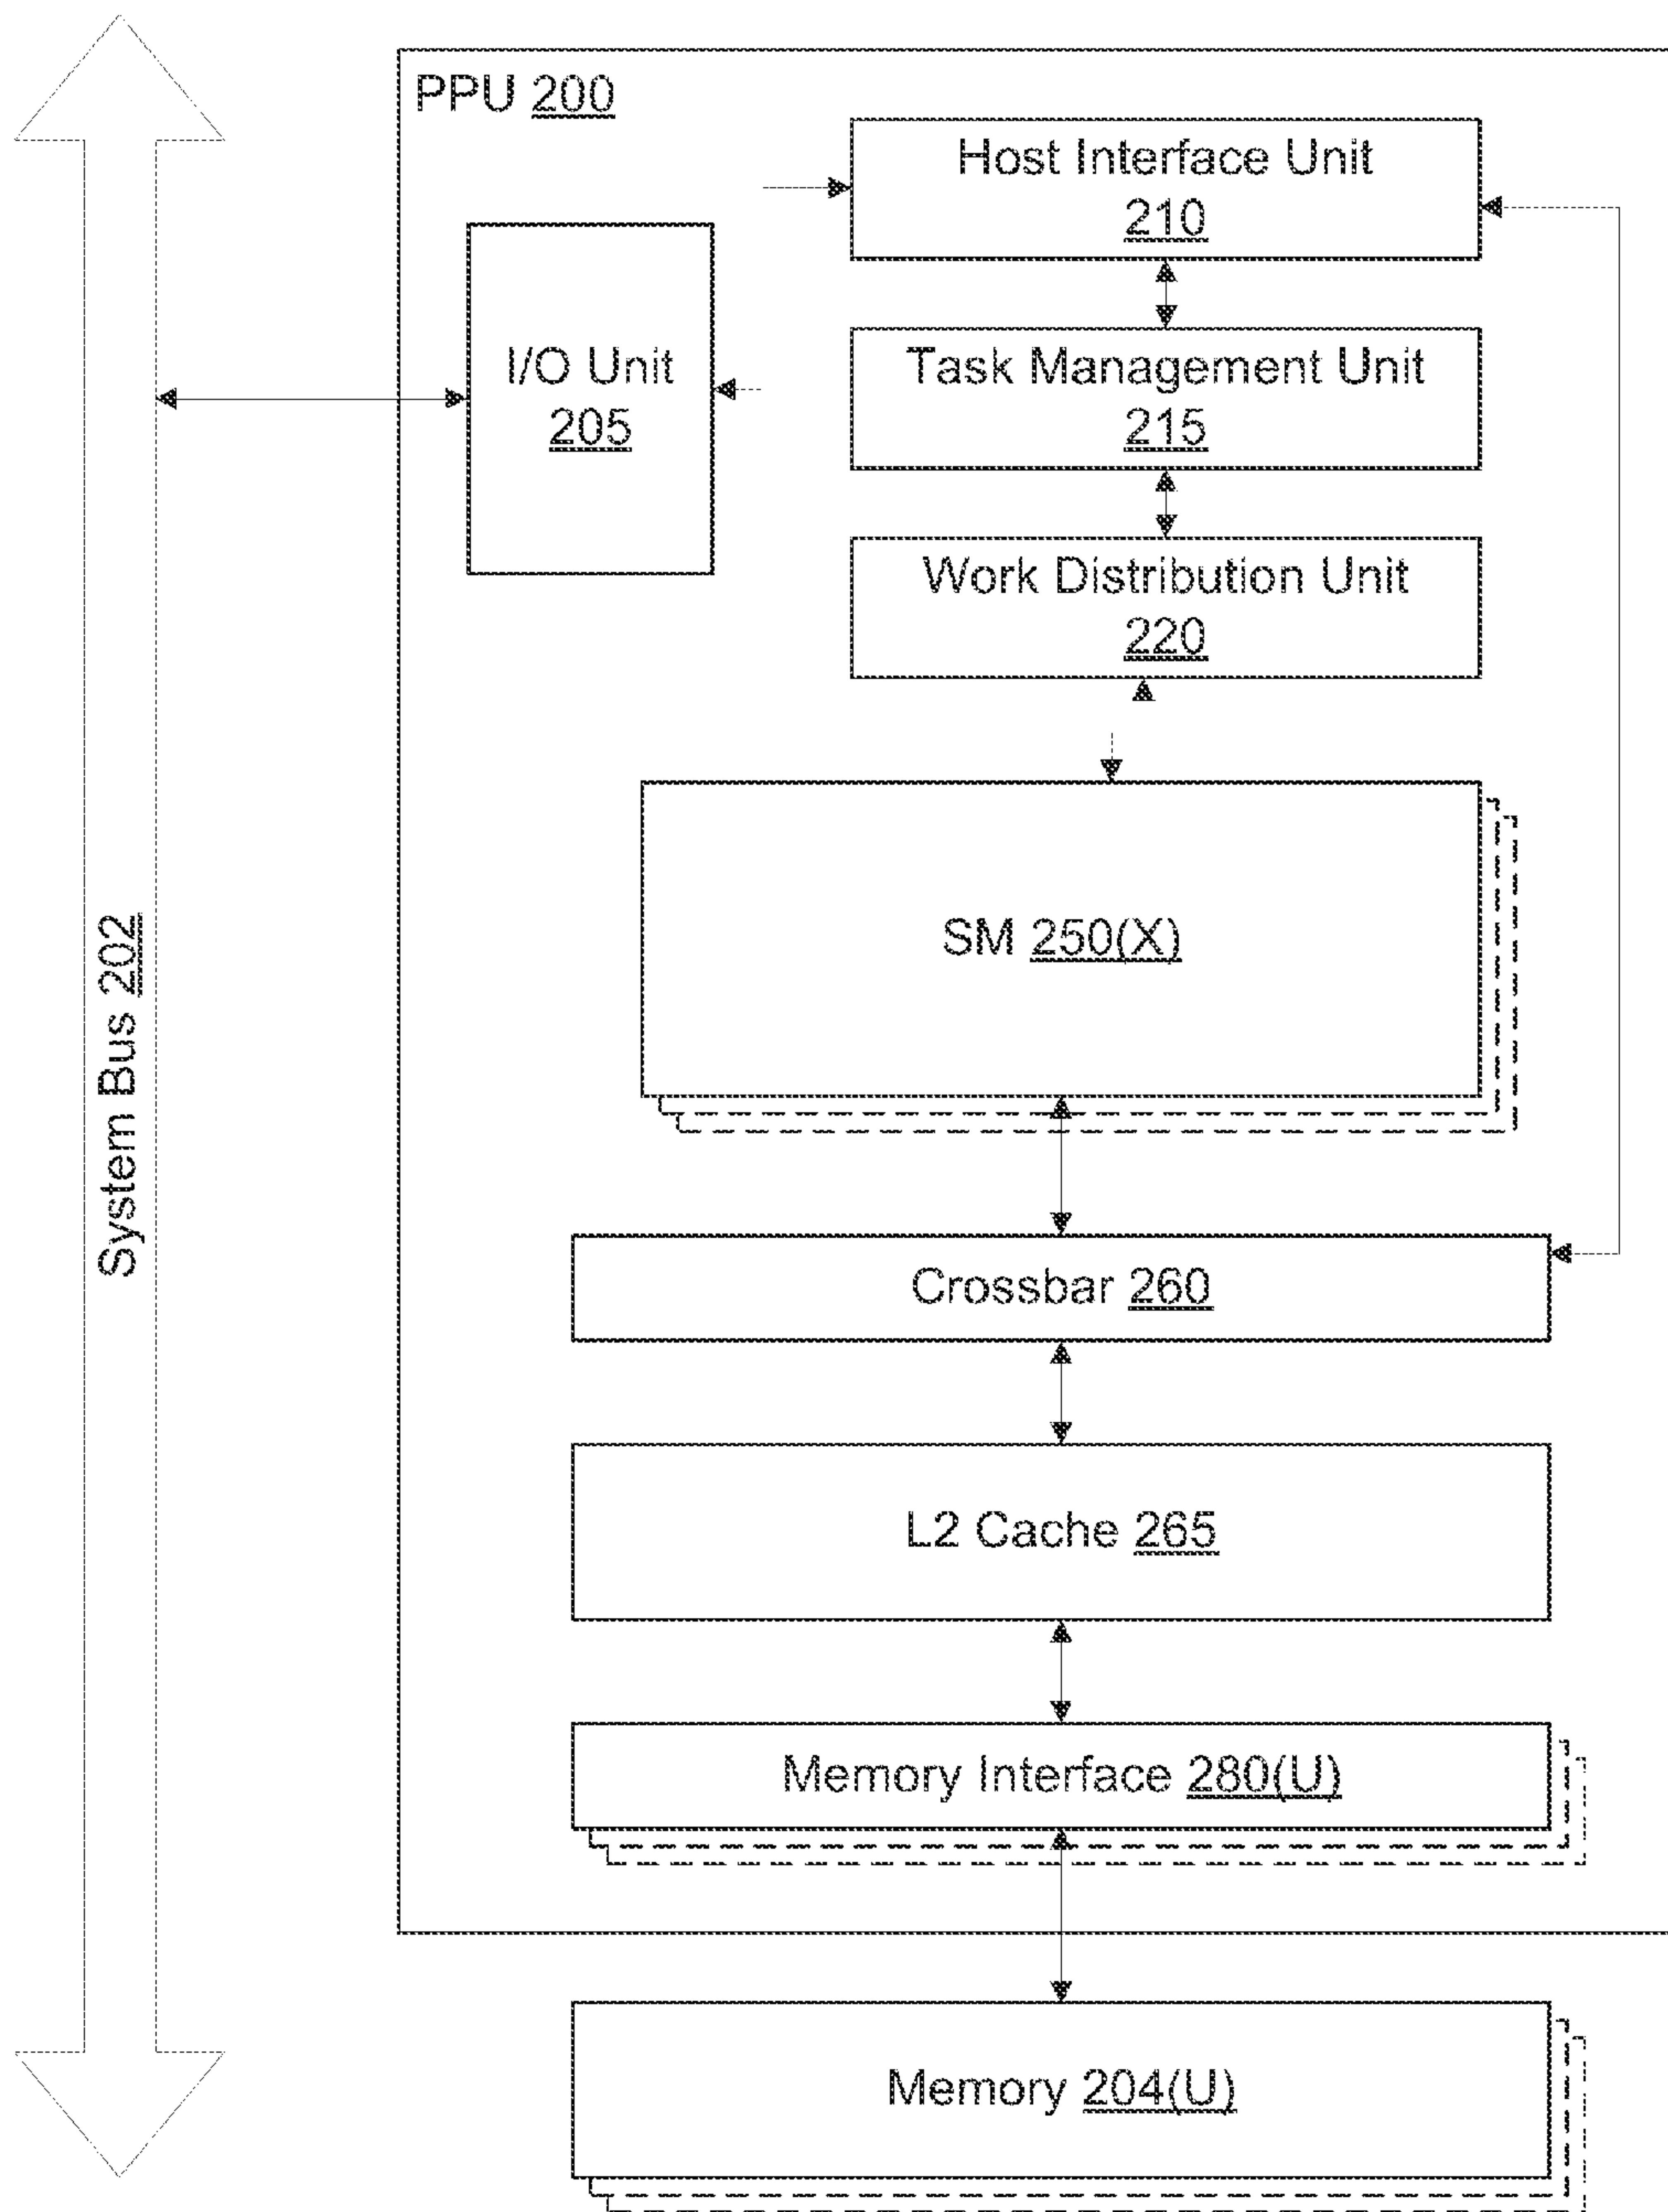 PPU 200
Host Interface Unit
210
I/O Unit
205
Task Management Unit
215
Work Distribution Unit
220
SM 250(X)
System Bus 202
Crossbar 260
L2 Cache 265
Memory Interface 280(U)
Memory 204(U)